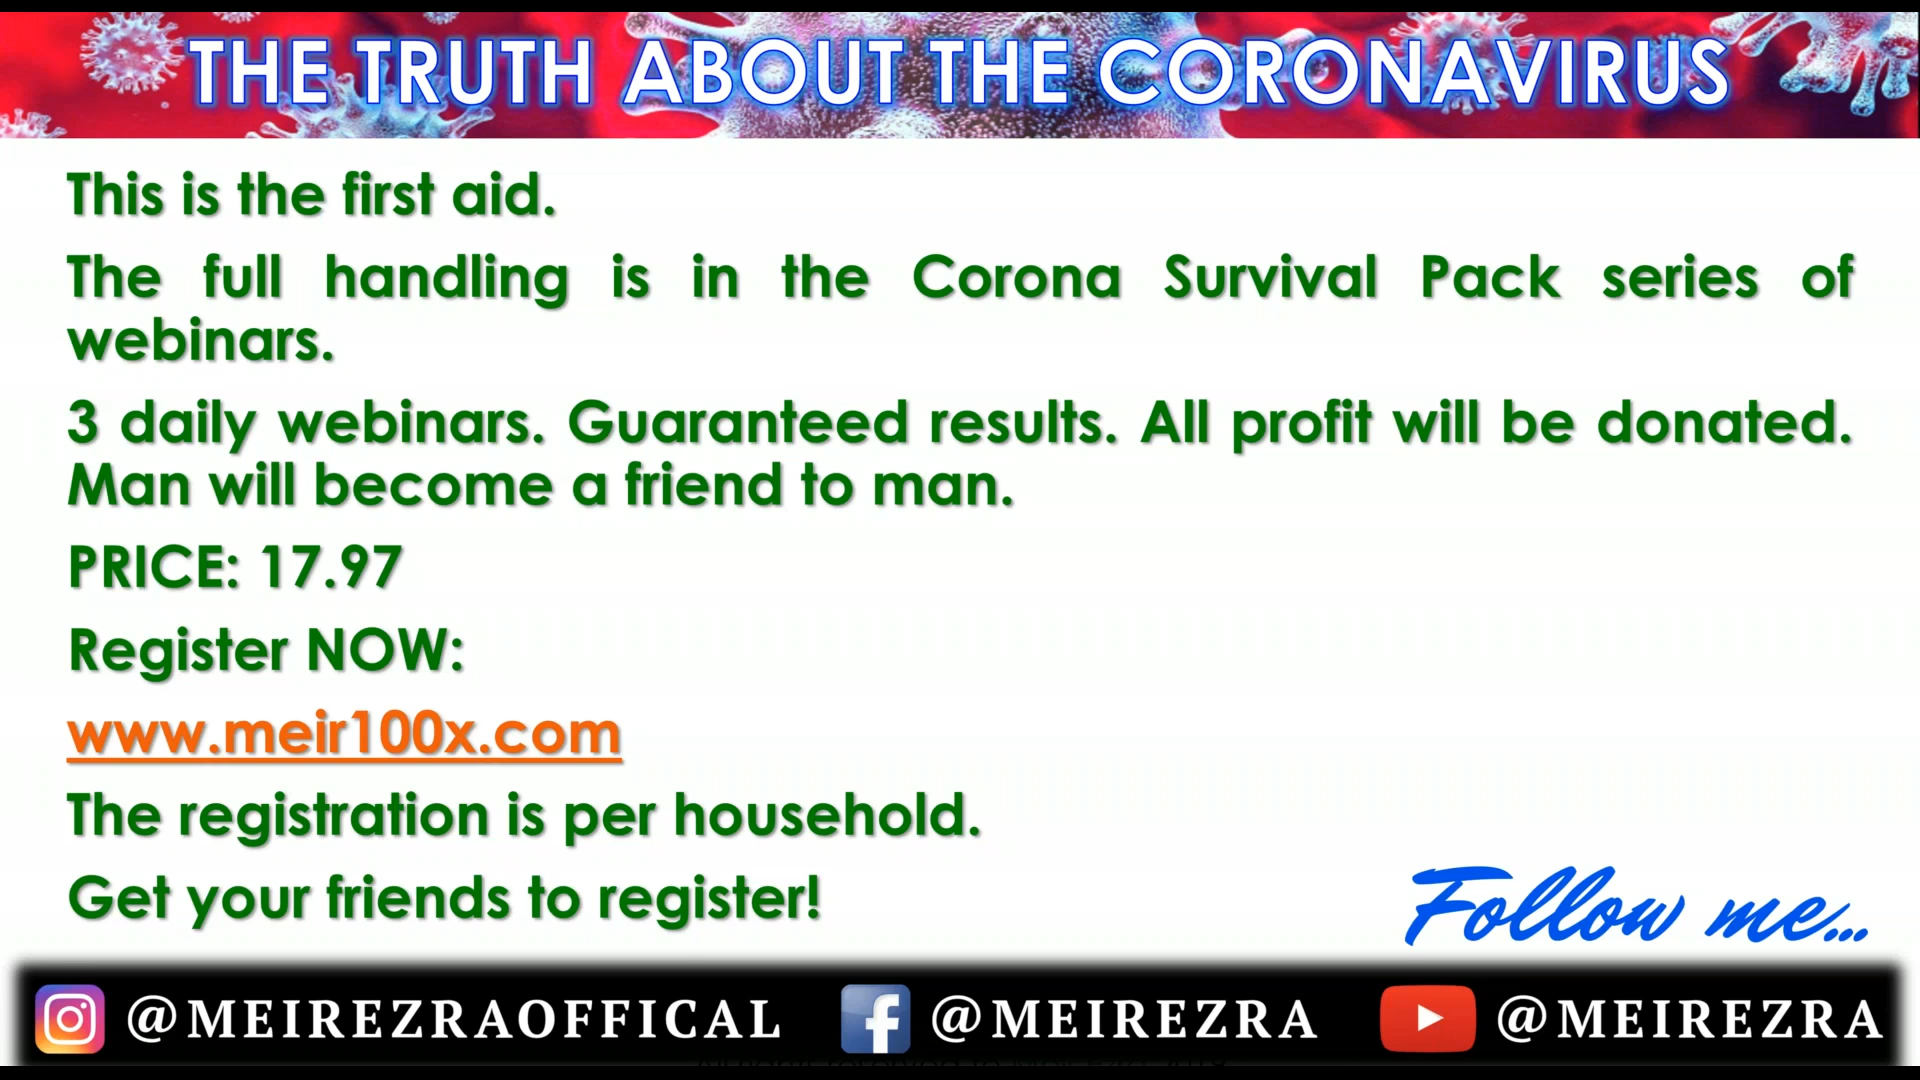 THE TRUTH ABOUT THE CORONAVIRUS
This is the first aid.
The full handling is in the Corona Survival Pack series of
webinars.
3 daily webinars. Guaranteed results. All profit will be donated.
Man will become a friend to man.
PRICE: 17.97
Register NOW:
www.meir100x.com
The registration is per household.
Get your friends to register!
Follow me...
@MEIREZRAOFFICAL @MEIREZRA @MEIREZRA